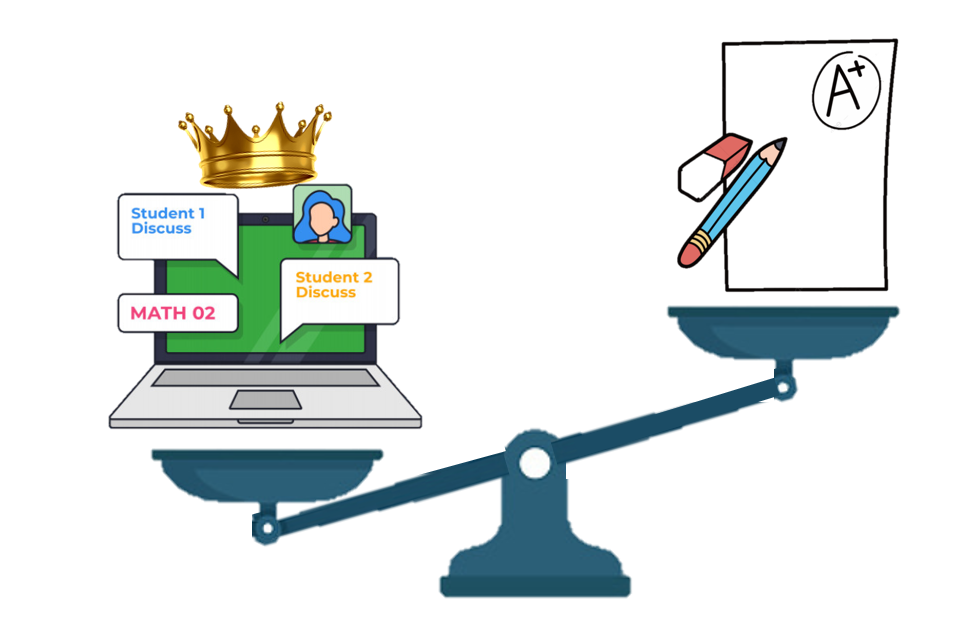 A+
Student 1
Discuss
Student 2
Discuss
MATH 02